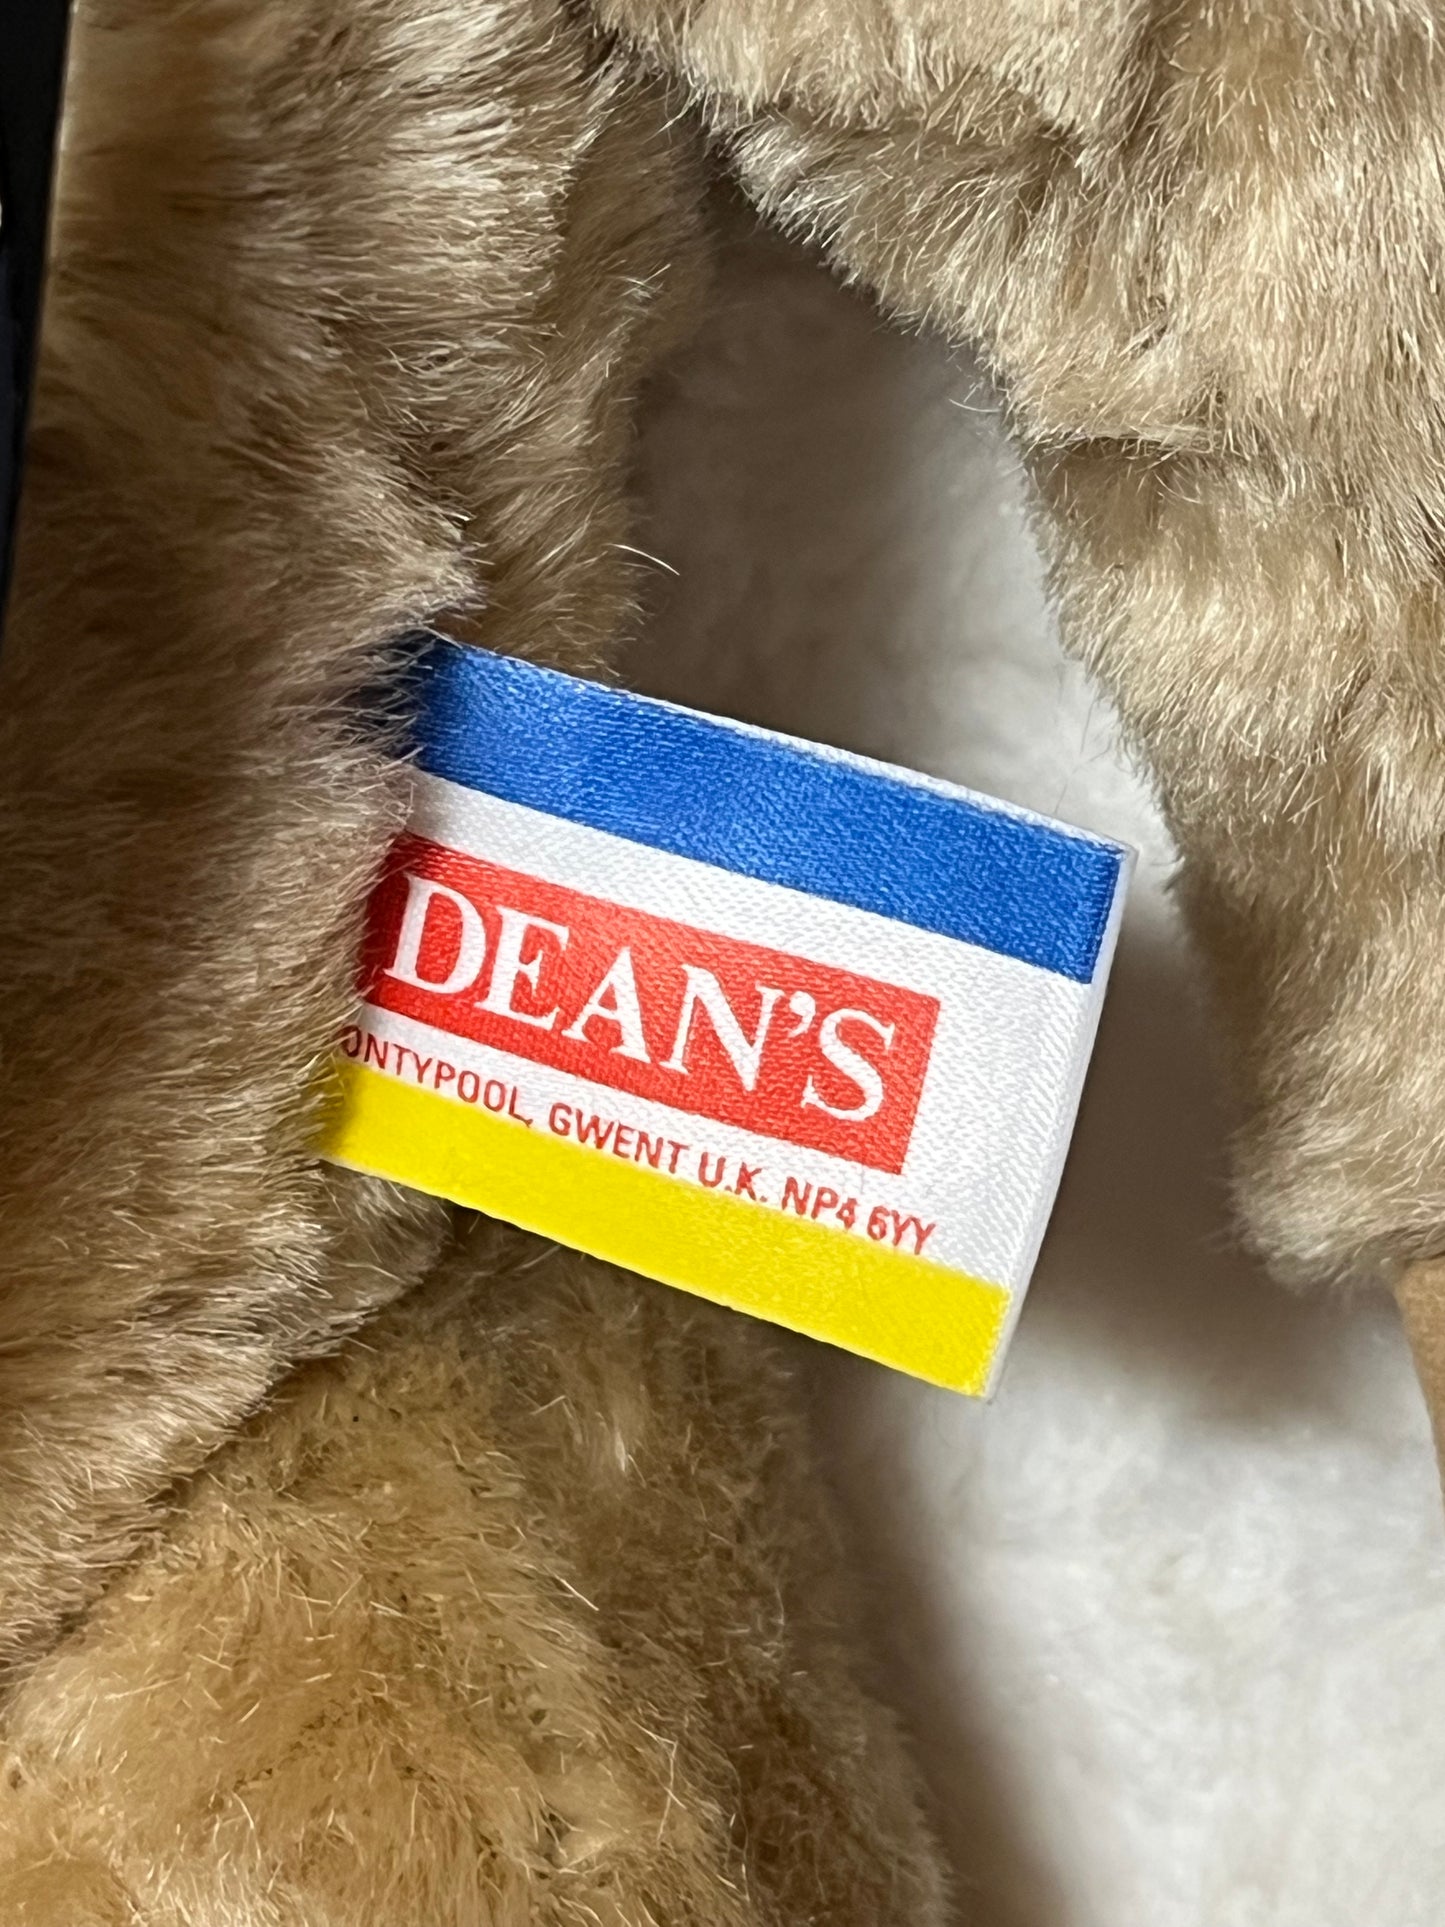 DEAN'S
ONTYPOOL, GWENT U.K. NP4 6YY